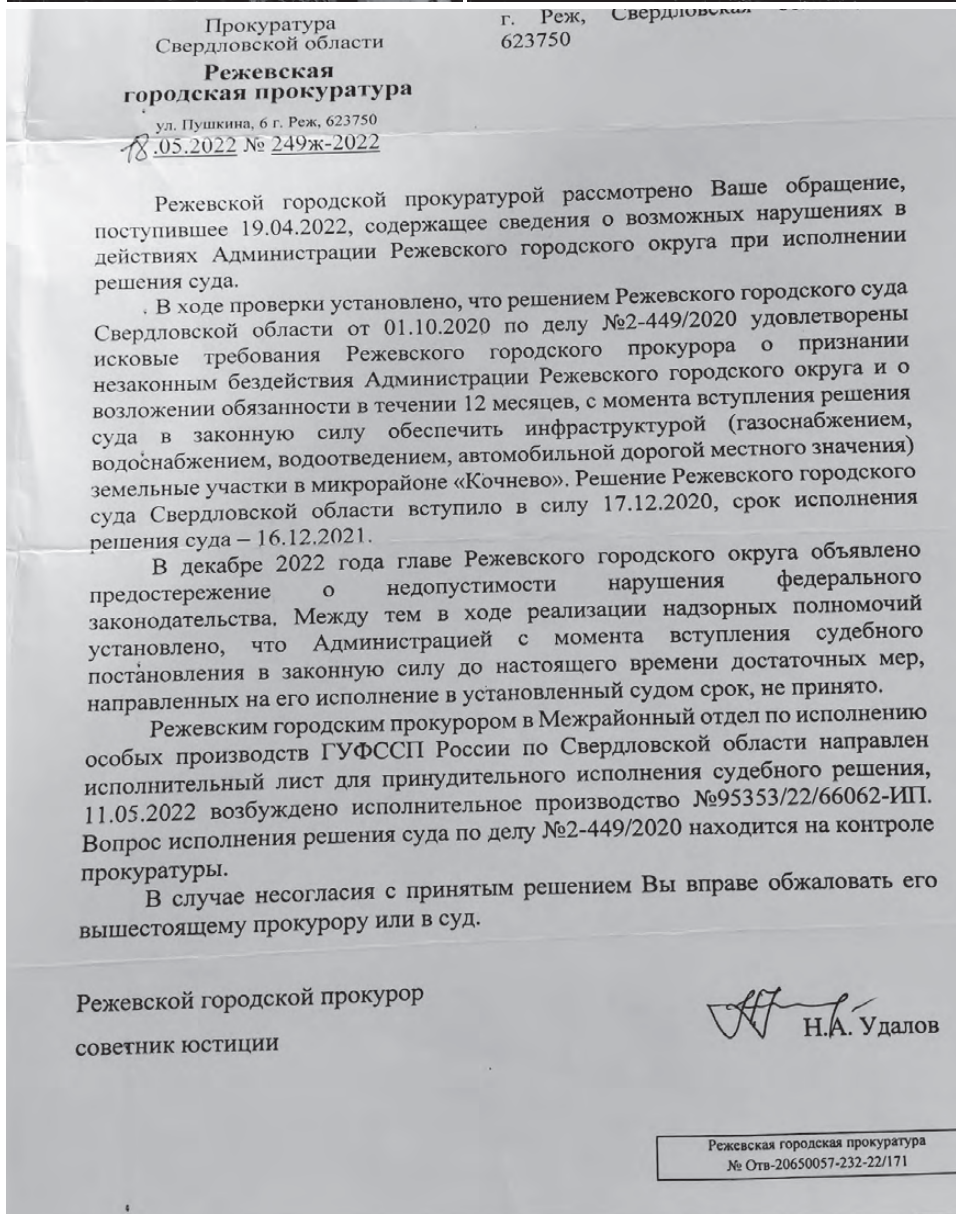 Прокуратура
Свердловской области
Режевская
городская прокуратура
ул. Пушкина, 6 г. Реж, 623750
18.05.2022 № 249ж-2022
г. Реж, Свердловская
623750
Режевской городской прокуратурой рассмотрено Ваше обращение,
поступившее 19.04.2022, содержащее сведения о возможных нарушениях в
действиях Администрации Режевского городского округа при исполнении
решения суда.
В ходе проверки установлено, что решением Режевского городского суда
Свердловской области от 01.10.2020 по делу №2-449/2020 удовлетворены
исковые требования Режевского городского прокурора о признании
незаконным бездействия Администрации Режевского городского округа и о
возложении обязанности в течении 12 месяцев, с момента вступления решения
суда в законную силу обеспечить инфраструктурой (газоснабжением,
водоснабжением, водоотведением, автомобильной дорогой местного значения)
земельные участки в микрорайоне «Кочнево». Решение Режевского городского
суда Свердловской области вступило в силу 17.12.2020, срок исполнения
решения суда – 16.12.2021.
В декабре 2022 года главе Режевского городского округа объявлено
предостережение о недопустимости нарушения федерального
законодательства. Между тем в ходе реализации надзорных полномочий
установлено, что Администрацией с момента вступления судебного
постановления в законную силу до настоящего времени достаточных мер,
направленных на его исполнение в установленный судом срок, не принято.
Режевским городским прокурором в Межрайонный отдел по исполнению
особых производств ГУФССП России по Свердловской области направлен
исполнительный лист для принудительного исполнения судебного решения,
11.05.2022 возбуждено исполнительное производство №95353/22/66062-ИП.
Вопрос исполнения решения суда по делу №2-449/2020 находится на контроле
прокуратуры.
В случае несогласия с принятым решением Вы вправе обжаловать его
вышестоящему прокурору или в суд.
Режевской городской прокурор
советник юстиции
Н.А. Удалов
Режевская городская прокуратура
№ Отв-20650057-232-22/171